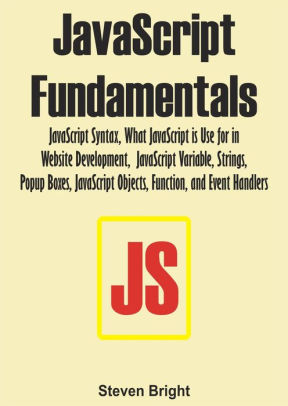 JavaScript
Fundamentals
JavaScript Syntax, What JavaScript is Use for in
Website Development, JavaScript Variable, Strings,
Popup Boxes, JavaScript Objects, Function, and Event Handlers
JS
Steven Bright